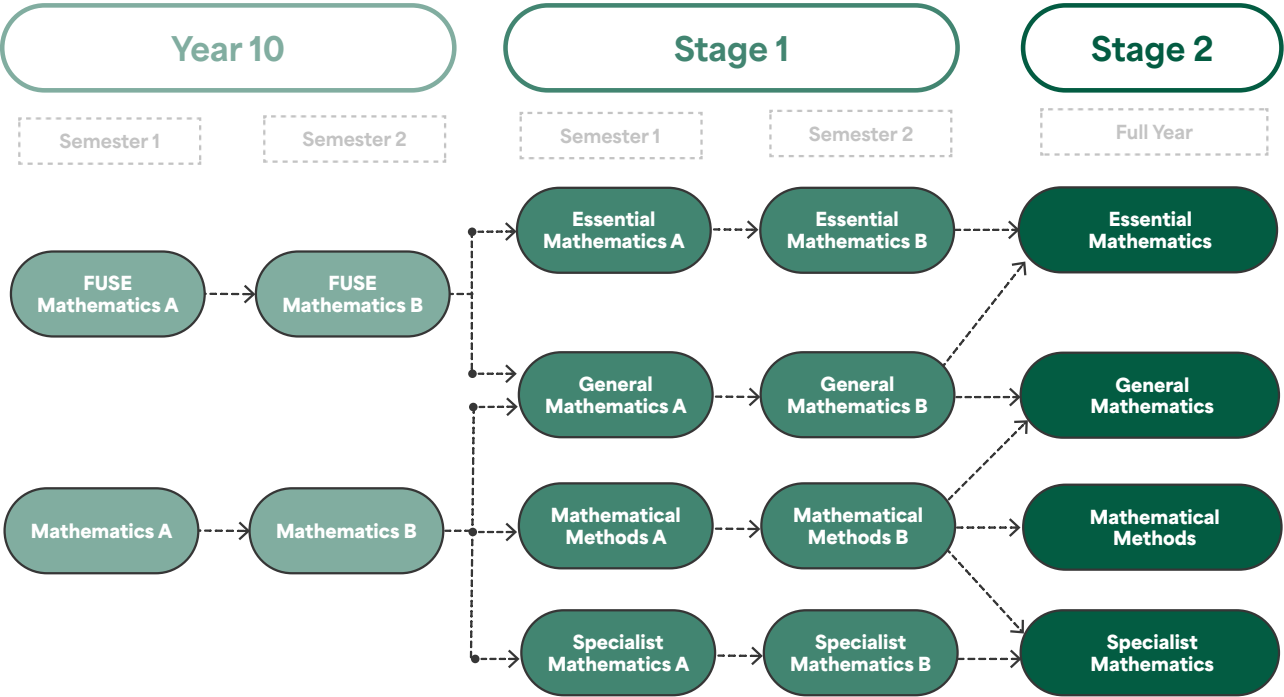 Year 10
Stage 1
Stage 2
Semester 1
Semester 2
Semester 1
Semester 2
Full Year
Essential
Mathematics A
Essential
Mathematics B
Essential
Mathematics
FUSE
Mathematics A
FUSE
Mathematics B
General
Mathematics A
General
Mathematics B
General
Mathematics
Mathematics A
Mathematics B
Mathematical
Methods A
Mathematical
Methods B
Mathematical
Methods
Specialist
Mathematics A
Specialist
Mathematics B
Specialist
Mathematics